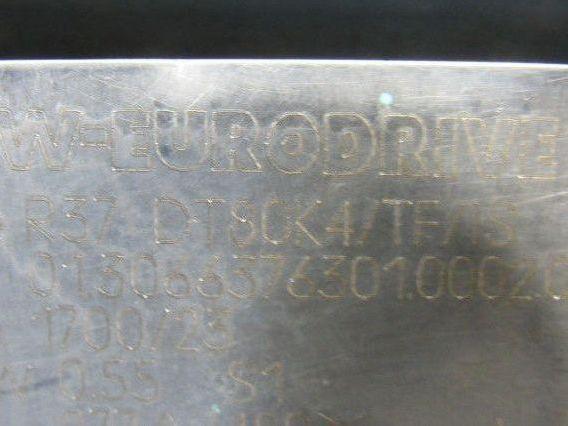 W-EURODRIVE
R37 DT80K4/TF/IS
01.3066376301.0002.0
1700/23
0.55 S1